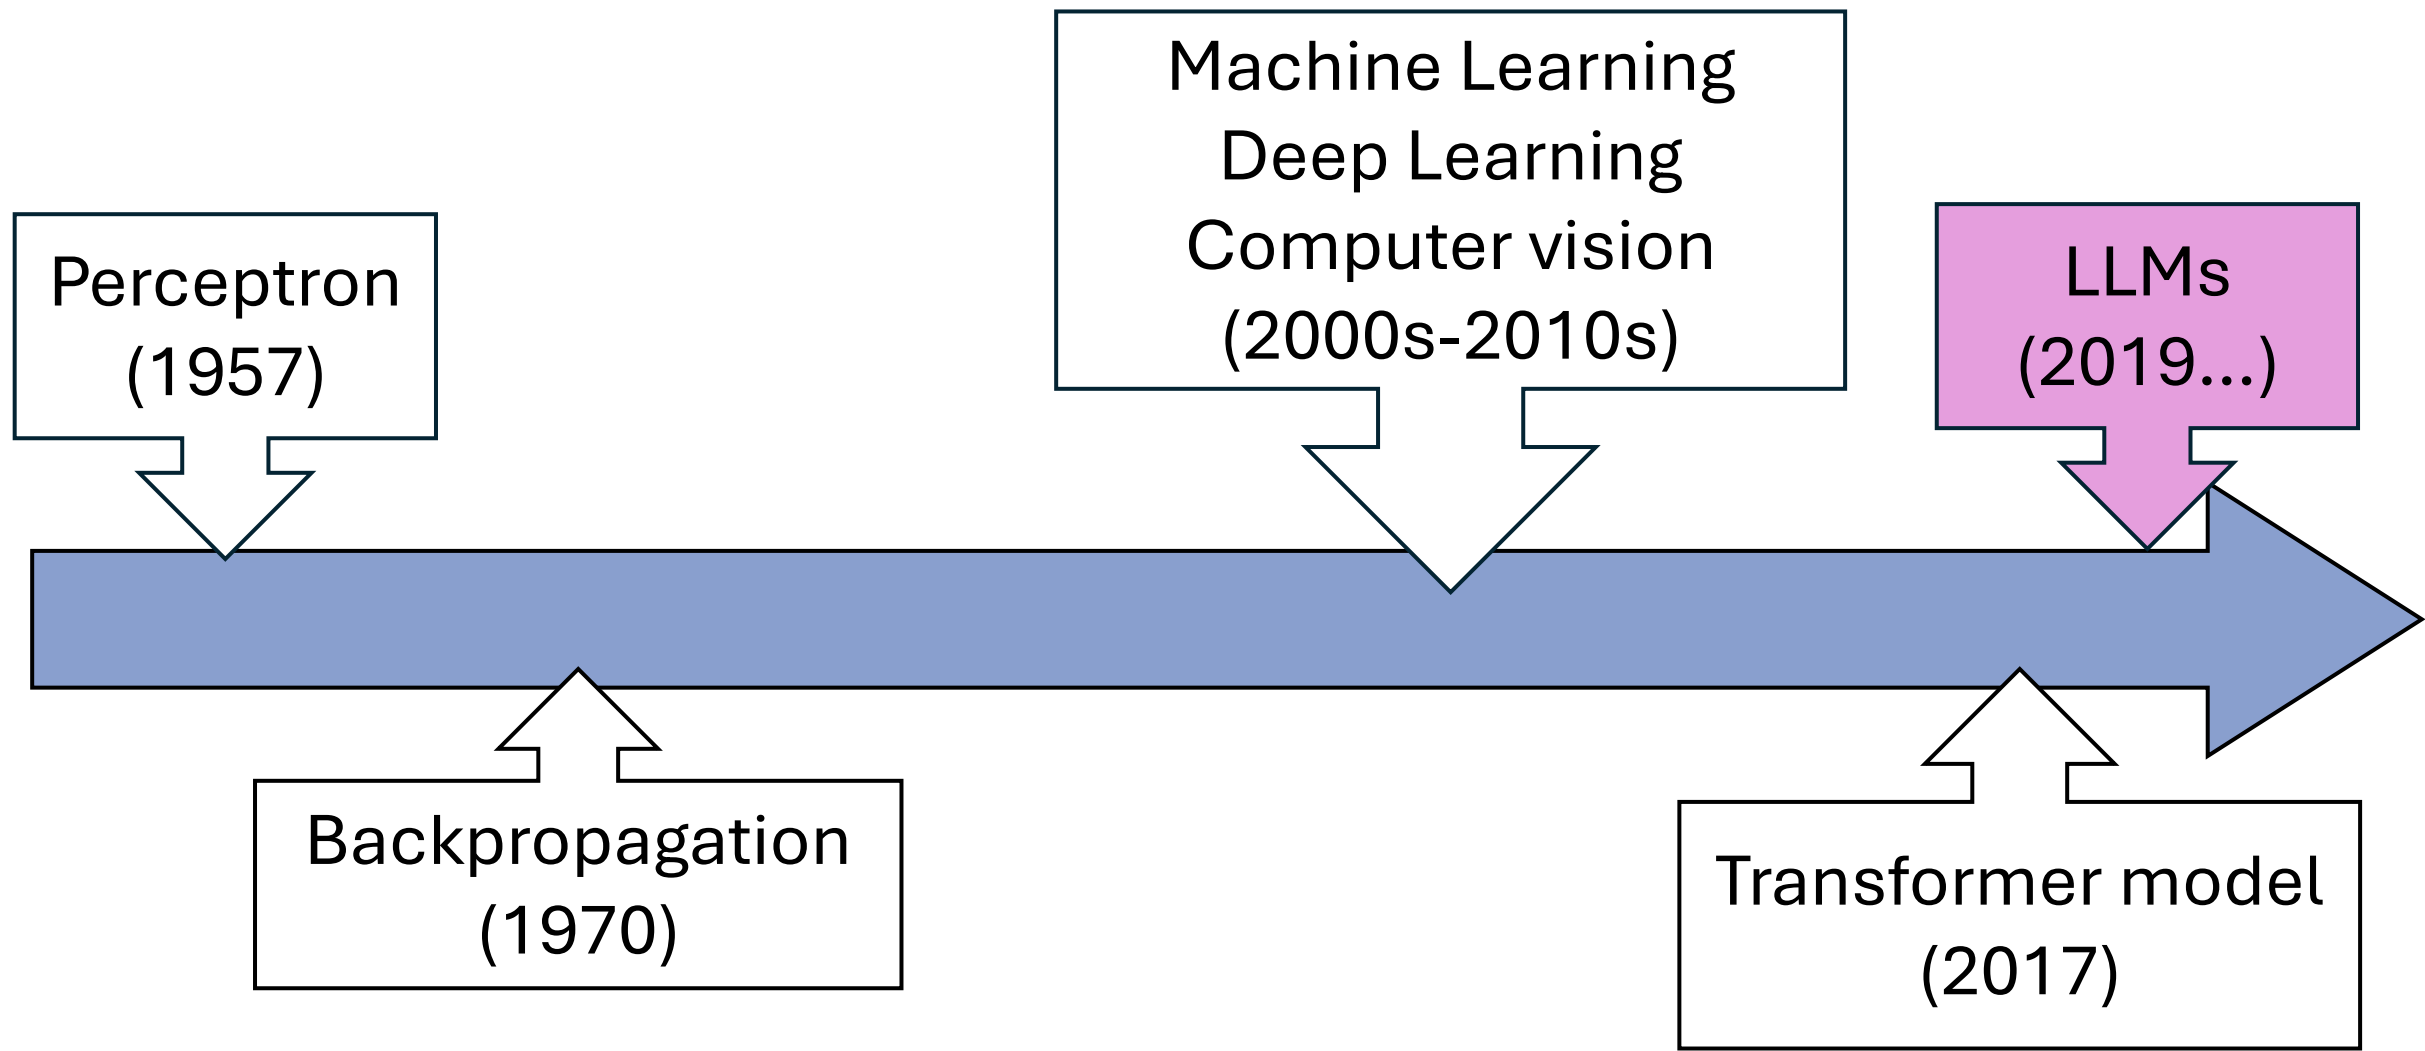 Machine Learning
Deep Learning
Computer vision
(2000s-2010s)
Perceptron
(1957)
LLMs
(2019...)
Backpropagation
(1970)
Transformer model
(2017)